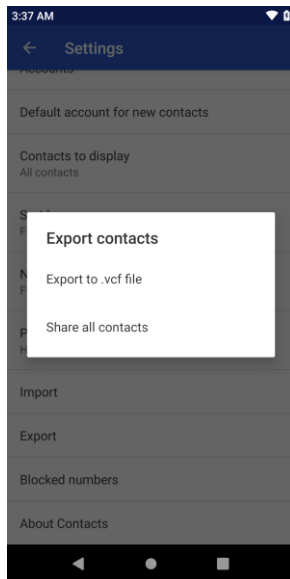 3:37 AM
Settings
Accounts
Default account for new contacts
Contacts to display
All contacts
S
F
Export contacts
N
F
Export to .vcf file
P
H
Share all contacts
Import
Export
Blocked numbers
About Contacts